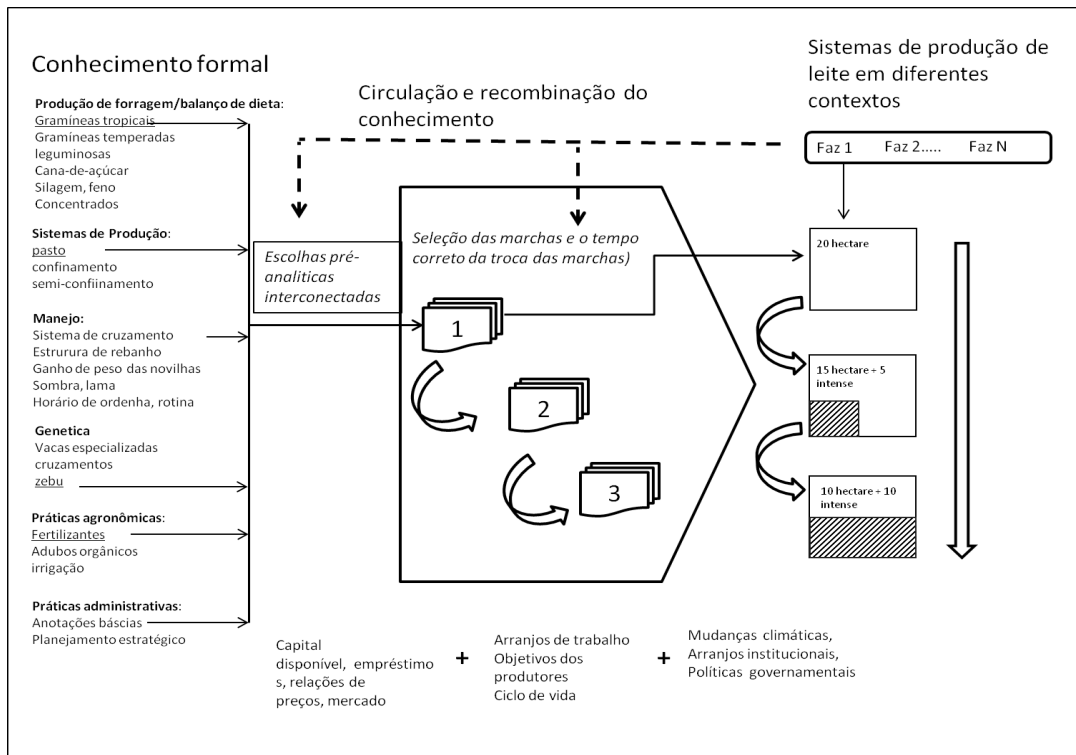 Conhecimento formal
Produção de forragem/balanço de dieta:
Gramíneas tropicais
Gramíneas temperadas
leguminosas
Cana-de-açúcar
Silagem, feno
Concentrados
Sistemas de Produção:
pasto
confinamento
semi-confiinamento
Manejo:
Sistema de cruzamento
Estrurura de rebanho
Ganho de peso das novilhas
Sombra, lama
Horário de ordenha, rotina
Genetica
Vacas especializadas
cruzamentos
zebu
Práticas agronômicas:
Fertilizantes
Adubos orgânicos
irrigação
Práticas administrativas:
Anotações báscias
Planejamento estratégico
Circulação e recombinação do
conhecimento
Escolhas pré-
analiticas
interconectadas
Seleção das marchas e o tempo
correto da troca das marchas)
1
2
3
Sistemas de produção de
leite em diferentes
contextos
Faz 1 Faz 2..... Faz N
20 hectare
15 hectare + 5
intense
10 hectare + 10
intense
Capital
disponível, empréstimo
s, relações de
preços, mercado
+
Arranjos de trabalho
Objetivos dos
produtores
Ciclo de vida
+
Mudanças climáticas,
Arranjos institucionais,
Políticas governamentais